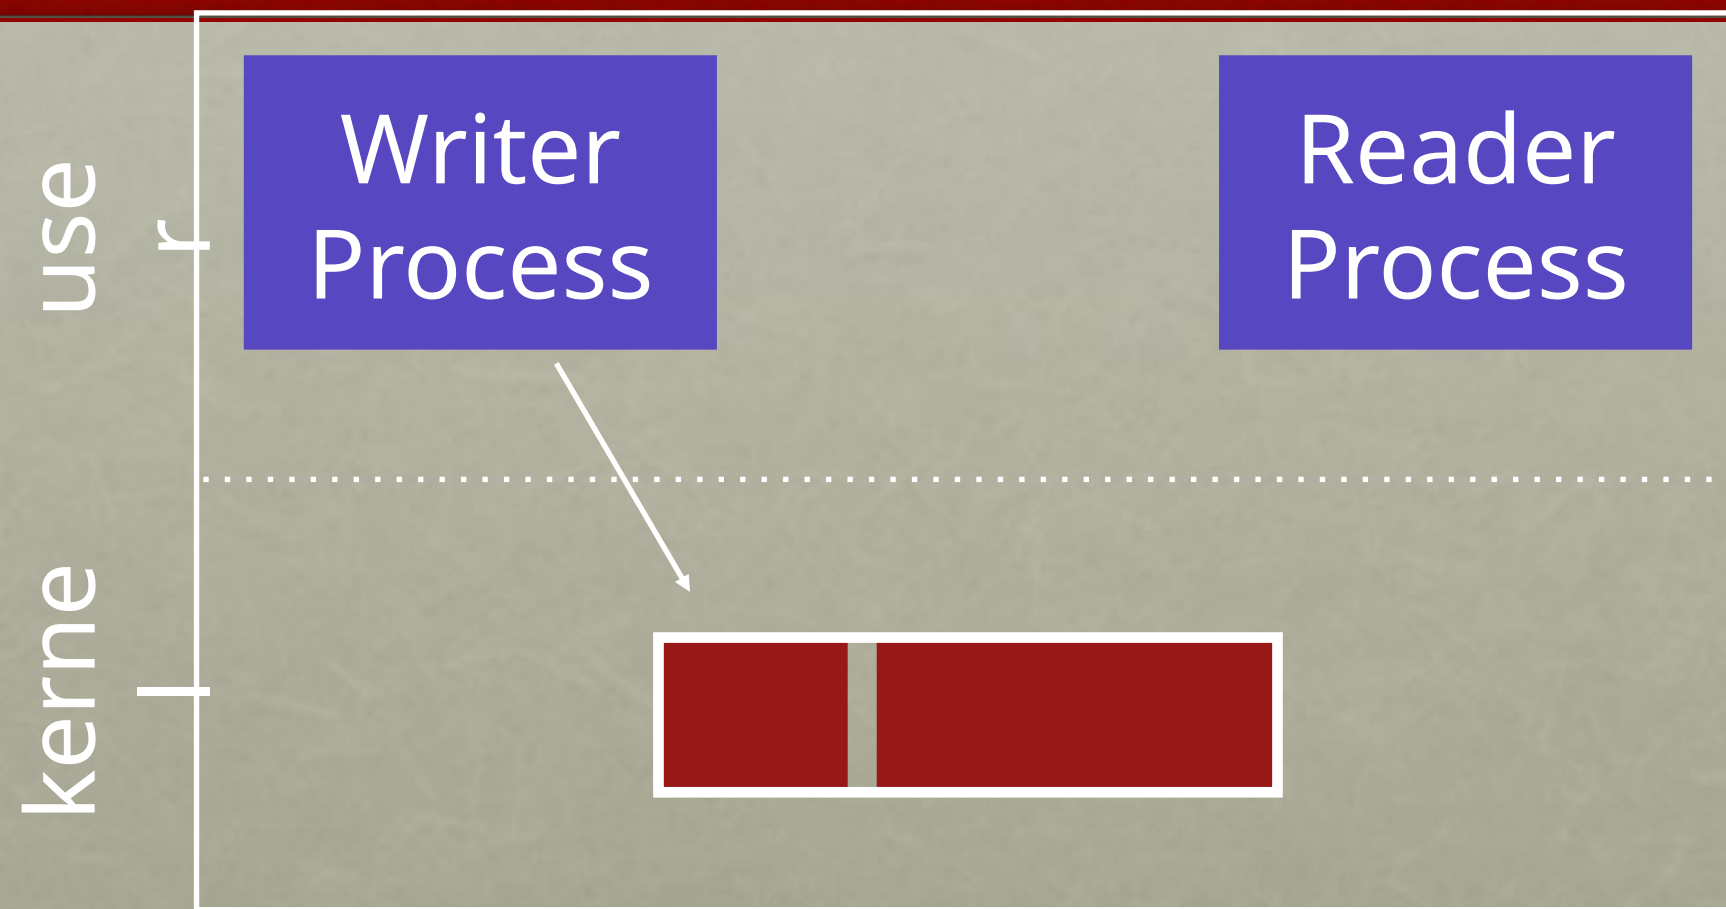 use
r
Writer
Process
Reader
Process
kerne
l